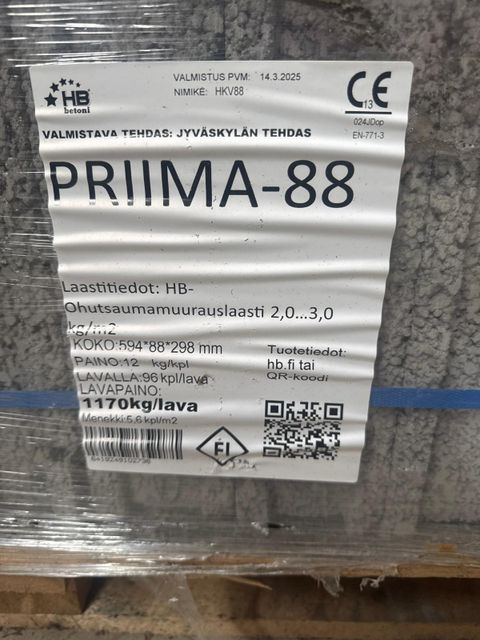 HB
betoni
VALMISTUS PVM: 14.3.2025
NIMIKE: HKV88
CE
13
024JDop
EN-771-3
VALMISTAVA TEHDAS: JYVÄSKYLÄN TEHDAS
PRIIMA-88
Laastitiedot: HB-
Ohutsaumamuurauslaasti 2,0...3,0
kg/m2
KOKO:594*88*298 mm
PAINO:12 kg/kpl
LAVALLA:96 kpl/lava
LAVAPAINO:
1170kg/lava
Menekki:5,6 kpl/m2
Tuotetiedot:
hb.fi tai
QR-koodi
FI